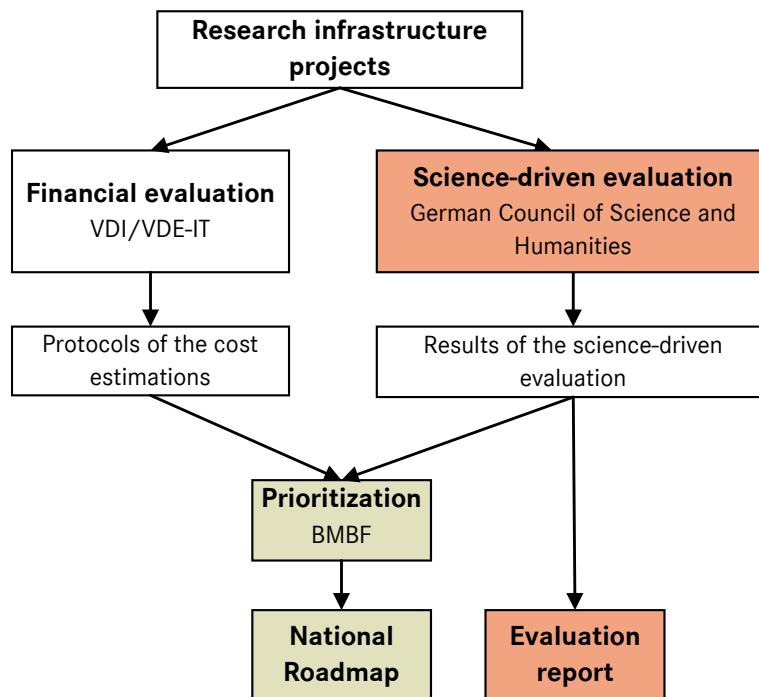 Research infrastructure
projects
Financial evaluation
VDI/VDE-IT
Science-driven evaluation
German Council of Science and
Humanities
Protocols of the cost
estimations
Results of the science-driven
evaluation
Prioritization
BMBF
National
Roadmap
Evaluation
report